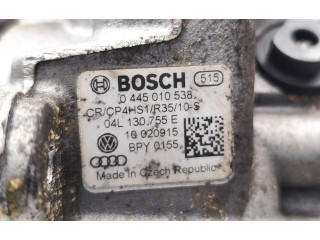 BOSCH 515
0 445 010 538
CR/CP4HS1/R35/10-S
04L 130 755 E
10 020915
BPY 0155
Made in Czech Republic